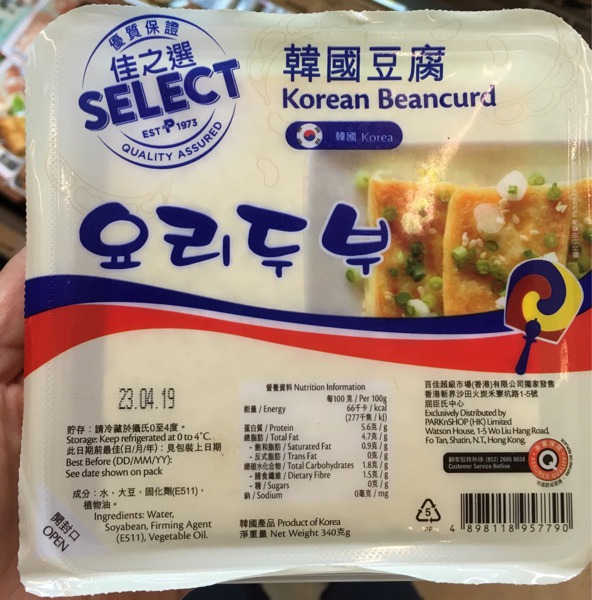 優質保證
佳之選
SELECT
EST P 1973
QUALITY ASSURED
韓國豆腐
Korean Beancurd
韓國 Korea
요리두부
23.04.19
貯存：請冷藏於攝氏0至4度。
Storage: Keep refrigerated at 0 to 4°C.
此日期前最佳(日/月/年)：見包裝上日期
Best Before (DD/MM/YY):
See date shown on pack
成分：水，大豆，固化劑(E511)，
植物油。
Ingredients: Water,
Soyabean, Firming Agent
(E511), Vegetable Oil.
開封口
OPEN
營養資料 Nutrition Information
每100 克 / Per 100g
能量 / Energy 66千卡 / kcal
(277千焦 / kJ)
蛋白質 / Protein 5.6克 / g
總脂肪 / Total Fat 4.7克 / g
- 飽和脂肪 / Saturated Fat 0.9克 / g
- 反式脂肪 / Trans Fat 0克 / g
總碳水化合物 / Total Carbohydrates 1.8克 / g
- 膳食纖維 / Dietary Fibre 1.5克 / g
- 糖 / Sugars 0克 / g
鈉 / Sodium 0毫克 / mg
韓國產品 Product of Korea
淨重量 Net Weight 340克/g
百佳超級市場(香港)有限公司獨家發售
香港新界沙田火炭禾寮坑路1-5號
屈臣氏中心
Exclusively Distributed by
PARKnSHOP (HK) Limited
Watson House, 1-5 Wo Liu Hang Road,
Fo Tan, Shatin, N.T., Hong Kong.
顧客服務熱線 (852) 2606 8658
Customer Service Hotline
Q
5
PP
4 898118 957790